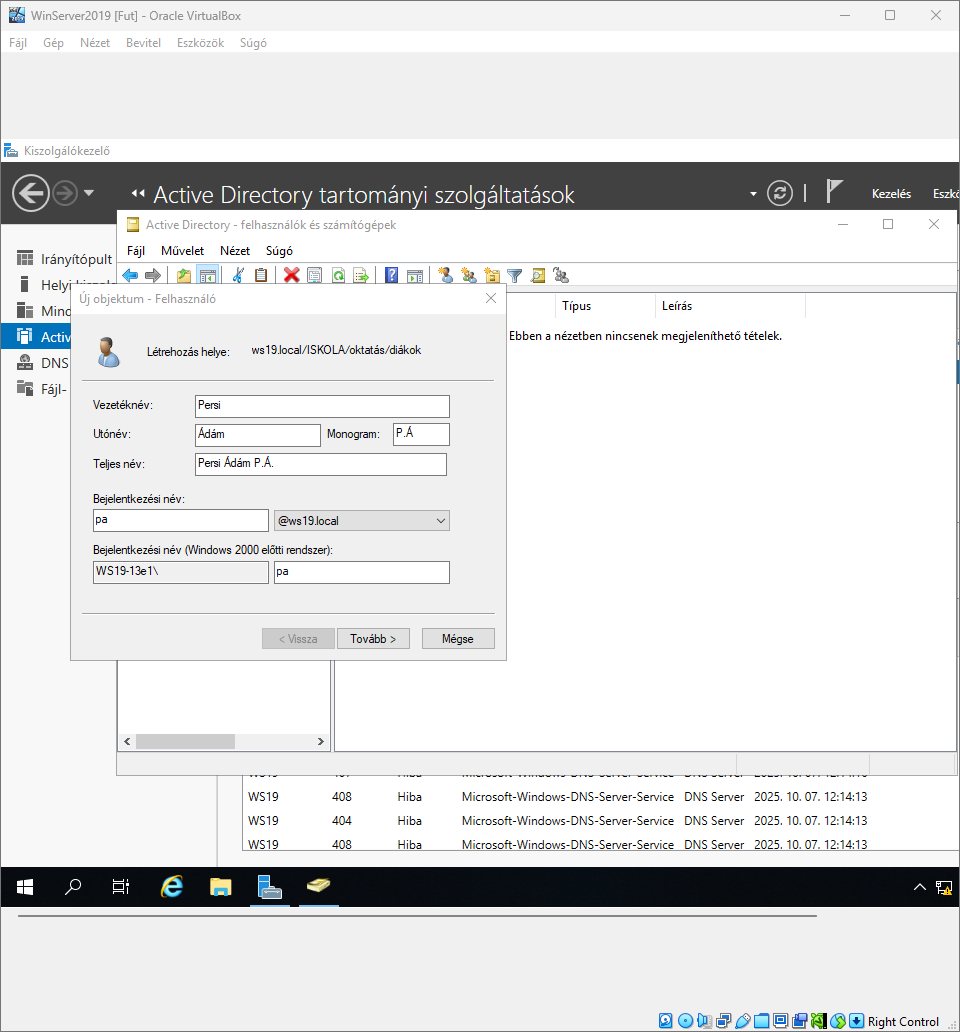 WinServer2019 [Fut] - Oracle VirtualBox
Fájl Gép Nézet Bevitel Eszközök Súgó
Kiszolgálókezelő
Active Directory tartományi szolgáltatások
Kezelés
Active Directory - felhasználók és számítógépek
Fájl Művelet Nézet Súgó
Irányítópult
Helyi
Mind
Activ
DNS
Fájl-
Típus Leírás
Ebben a nézetben nincsenek megjeleníthető tételek.
Új objektum - Felhasználó
Létrehozás helye: ws19.local/ISKOLA/oktatás/diákok
Vezetéknév: Persi
Utónév: Ádám Monogram: P.Á
Teljes név: Persi Ádám P.Á.
Bejelentkezési név:
pa @ws19.local
Bejelentkezési név (Windows 2000 előtti rendszer):
WS19-13e1\ pa
< Vissza Tovább > Mégse
WS19 408 Hiba Microsoft-Windows-DNS-Server-Service DNS Server 2025. 10. 07. 12:14:13
WS19 404 Hiba Microsoft-Windows-DNS-Server-Service DNS Server 2025. 10. 07. 12:14:13
WS19 408 Hiba Microsoft-Windows-DNS-Server-Service DNS Server 2025. 10. 07. 12:14:13
Right Control